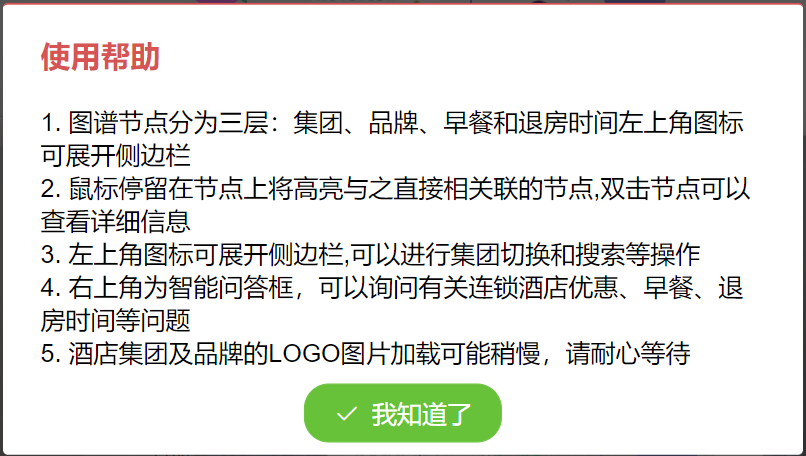 使用帮助
1. 图谱节点分为三层：集团、品牌、早餐和退房时间左上角图标
可展开侧边栏
2. 鼠标停留在节点上将高亮与之直接相关联的节点,双击节点可以
查看详细信息
3. 左上角图标可展开侧边栏,可以进行集团切换和搜索等操作
4. 右上角为智能问答框，可以询问有关连锁酒店优惠、早餐、退
房时间等问题
5. 酒店集团及品牌的LOGO图片加载可能稍慢，请耐心等待
我知道了